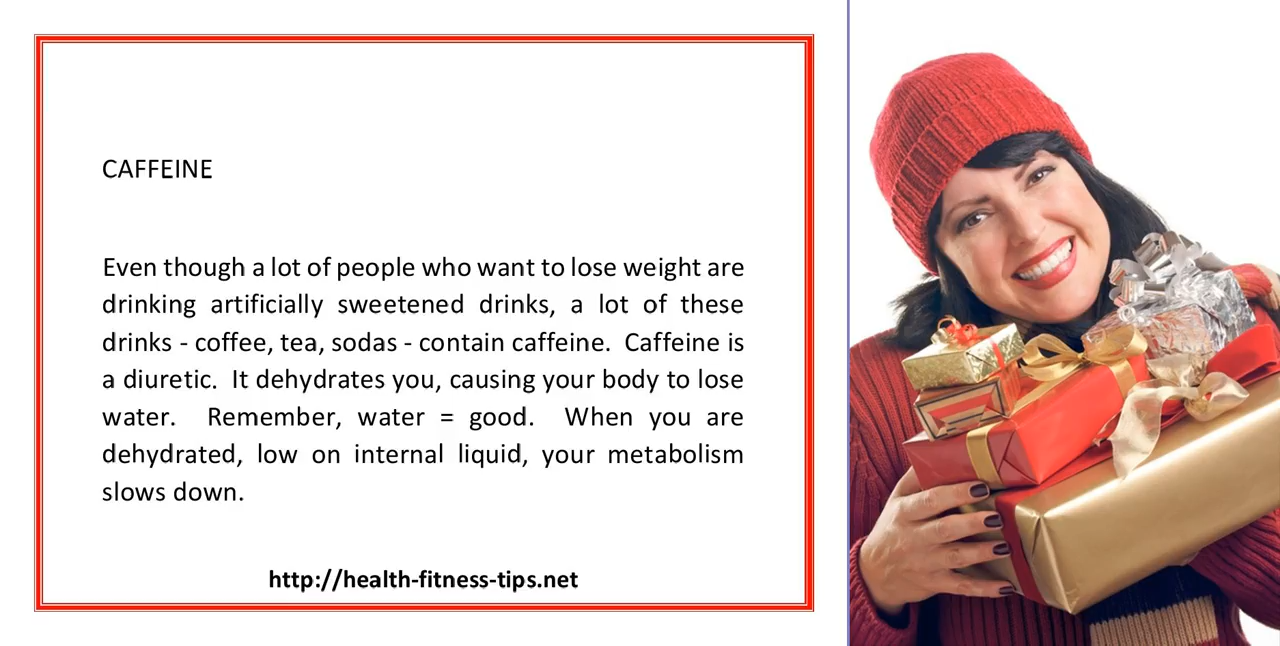 CAFFEINE
Even though a lot of people who want to lose weight are
drinking artificially sweetened drinks, a lot of these
drinks - coffee, tea, sodas - contain caffeine.  Caffeine is
a diuretic.  It dehydrates you, causing your body to lose
water.  Remember, water = good.  When you are
dehydrated, low on internal liquid, your metabolism
slows down.
http://health-fitness-tips.net